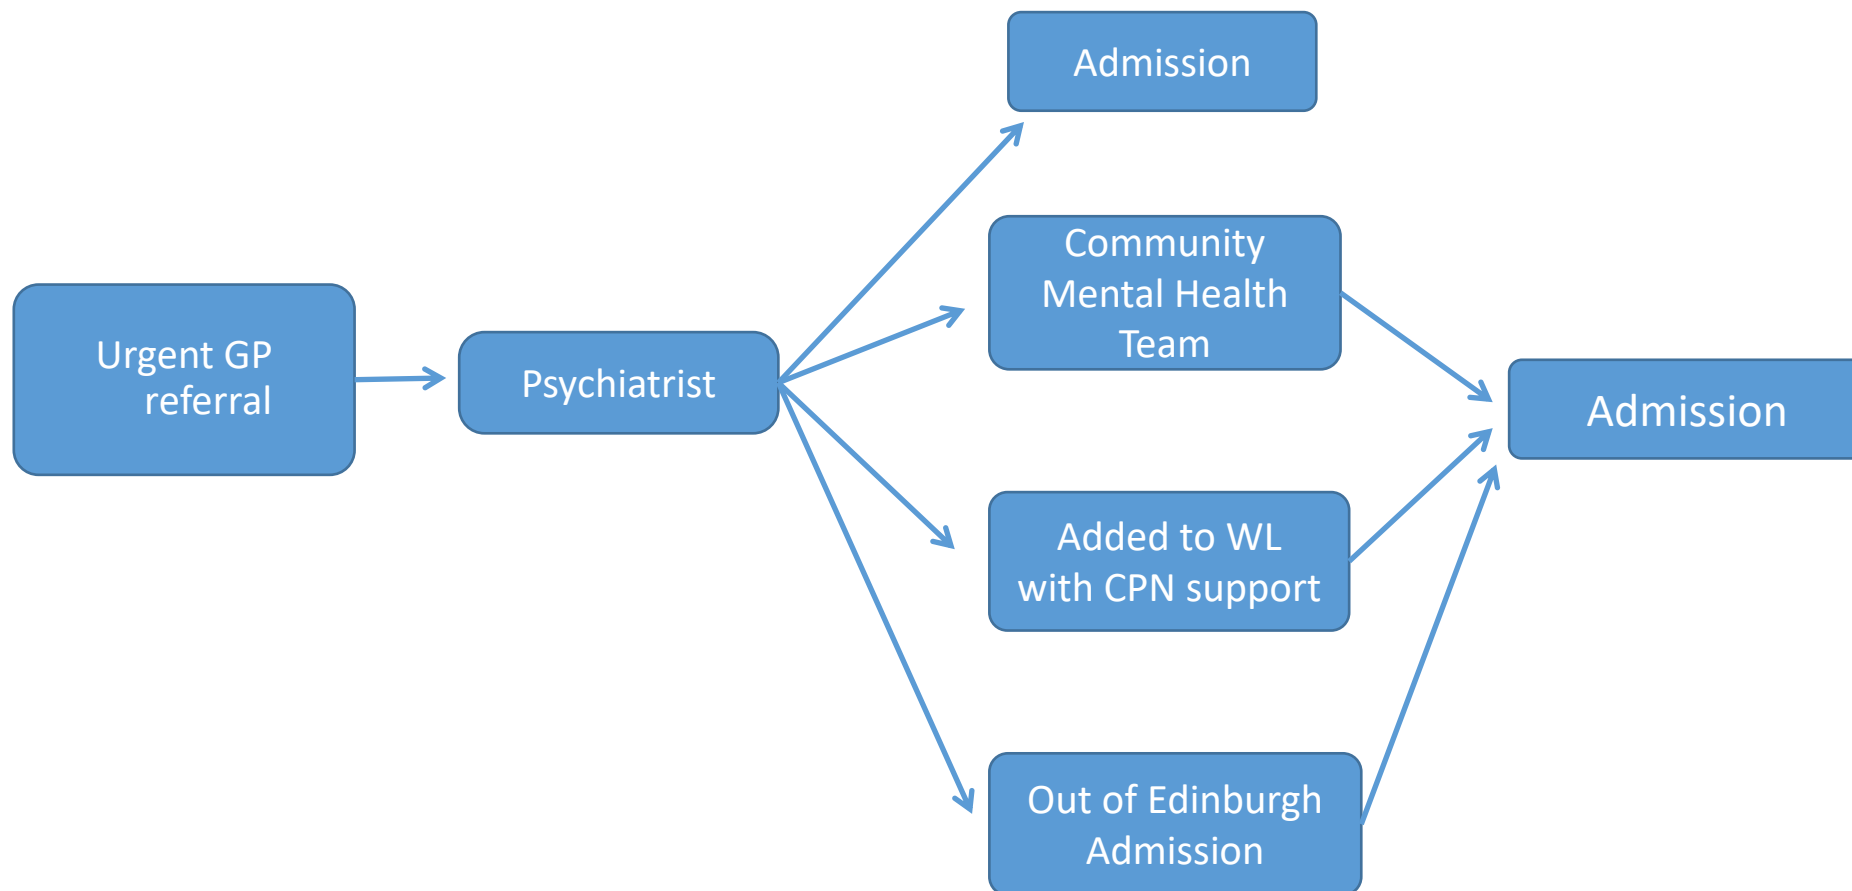 Urgent GP
referral
Psychiatrist
Admission
Community
Mental Health
Team
Added to WL
with CPN support
Out of Edinburgh
Admission
Admission